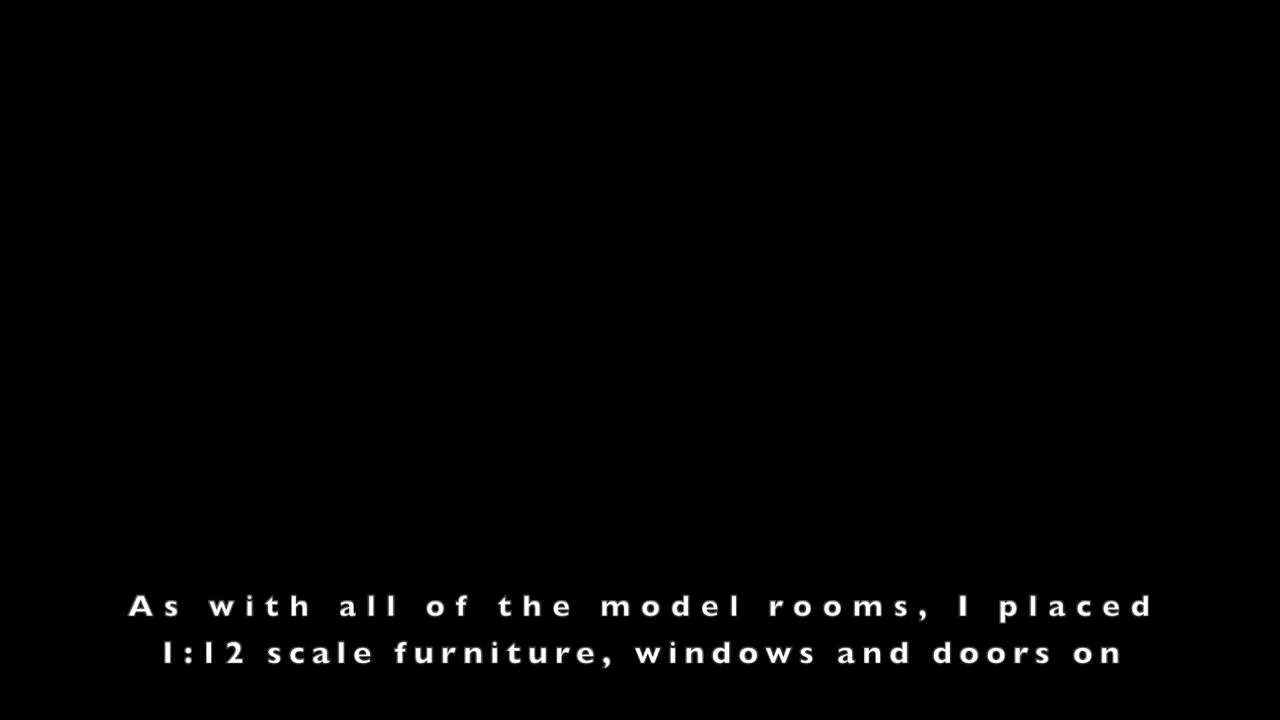 As with all of the model rooms, I placed
1:12 scale furniture, windows and doors on